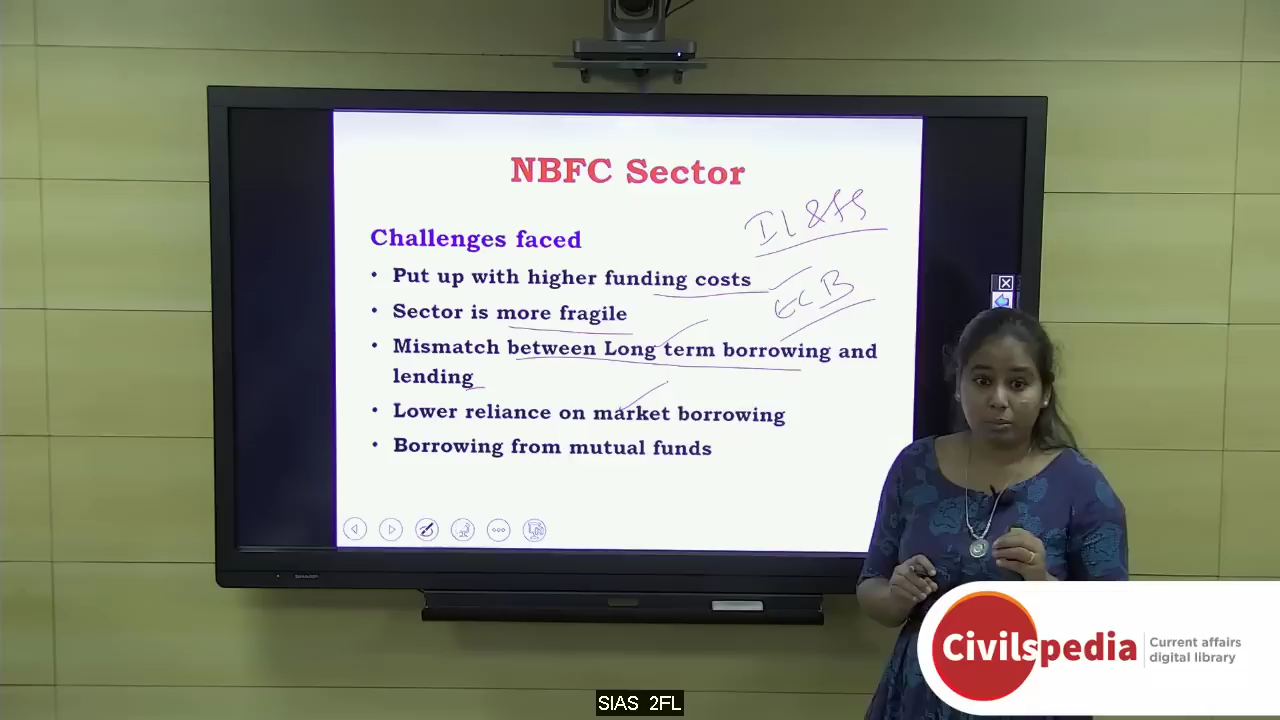 NBFC Sector
IL&FS
Challenges faced
• Put up with higher funding costs
ECB
• Sector is more fragile
• Mismatch between Long term borrowing and
lending
• Lower reliance on market borrowing
• Borrowing from mutual funds
SHARP
Civilspedia
Current affairs
digital library
SIAS 2FL